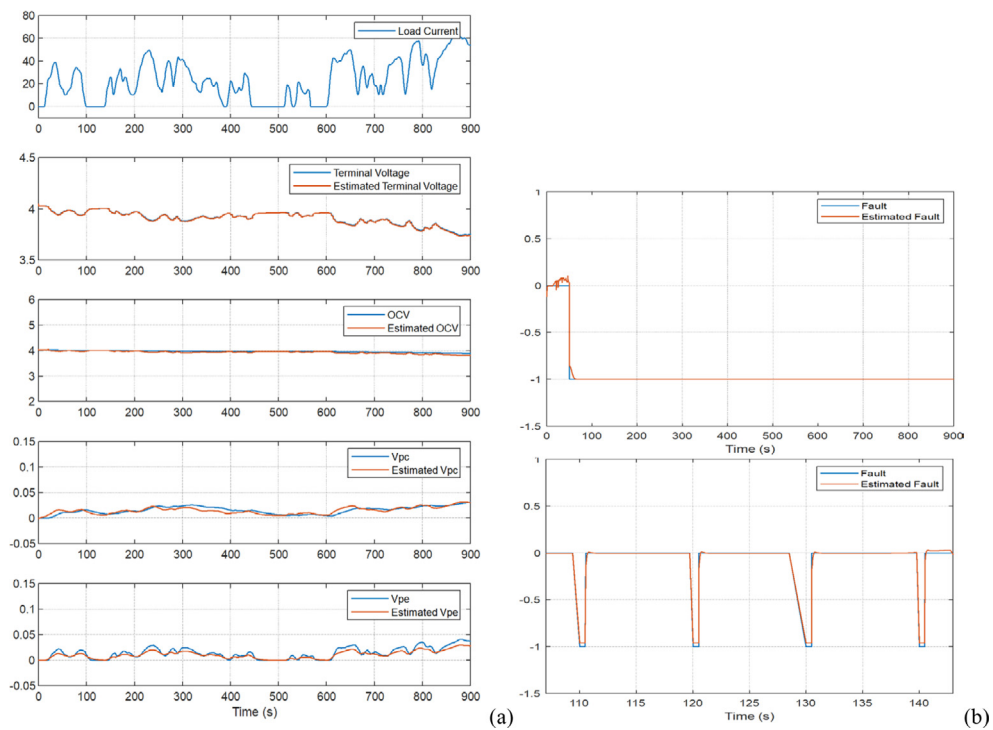 80
60
40
20
0
Load Current
0 100 200 300 400 500 600 700 800 900
4.5
4
3.5
Terminal Voltage
Estimated Terminal Voltage
0 100 200 300 400 500 600 700 800 900
6
5
4
3
2
OCV
Estimated OCV
0 100 200 300 400 500 600 700 800 900
0.15
0.1
0.05
0
-0.05
Vpc
Estimated Vpc
0 100 200 300 400 500 600 700 800 900
0.15
0.1
0.05
0
-0.05
Vpe
Estimated Vpe
0 100 200 300 400 500 600 700 800 900
Time (s)
(a)
1
0.5
0
-0.5
-1
-1.5
Fault
Estimated Fault
0 100 200 300 400 500 600 700 800 900
Time (s)
1
0.5
0
-0.5
-1
-1.5
Fault
Estimated Fault
110 115 120 125 130 135 140
Time (s)
(b)